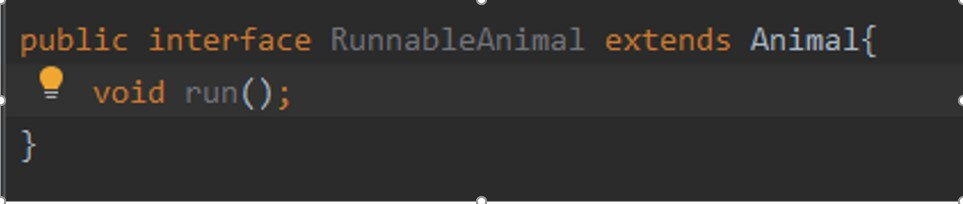 public interface RunnableAnimal extends Animal{
void run();
}